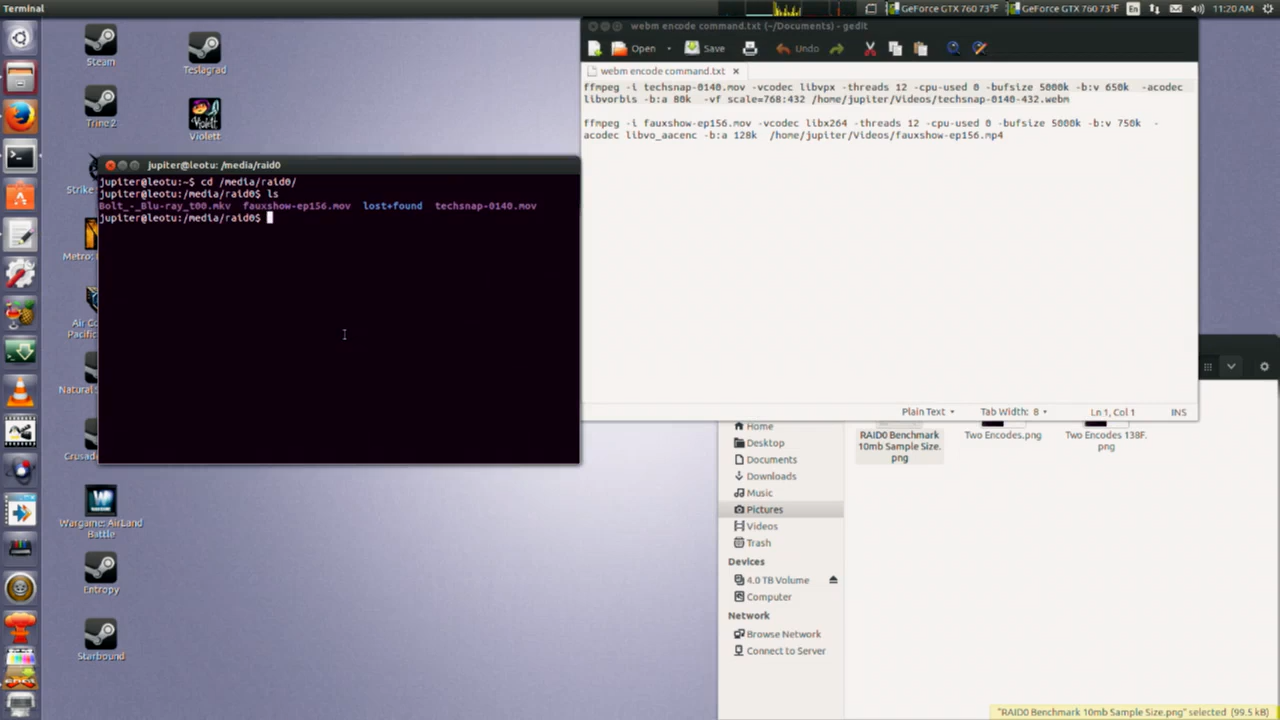 Terminal
GeForce GTX 760 73°F
GeForce GTX 760 73°F
En
11:20 AM
Steam
Teslagrad
Trine 2
Violett
Strike
Metro:
Air Co
Pacific
Natural
Crusad
Wargame: AirLand
Battle
Entropy
Starbound
jupiter@leotu: /media/raid0
jupiter@leotu:~$ cd /media/raid0/
jupiter@leotu:/media/raid0$ ls
Bolt_-_Blu-ray_t00.mkv fauxshow-ep156.mov lost+found techsnap-0140.mov
jupiter@leotu:/media/raid0$
webm encode command.txt (~/Documents) - gedit
Open
Save
Undo
webm encode command.txt
ffmpeg -i techsnap-0140.mov -vcodec libvpx -threads 12 -cpu-used 0 -bufsize 5000k -b:v 650k -acodec
libvorbis -b:a 80k -vf scale=768:432 /home/jupiter/Videos/techsnap-0140-432.webm
ffmpeg -i fauxshow-ep156.mov -vcodec libx264 -threads 12 -cpu-used 0 -bufsize 5000k -b:v 750k -
acodec libvo_aacenc -b:a 128k /home/jupiter/Videos/fauxshow-ep156.mp4
Plain Text
Tab Width: 8
Ln 1, Col 1
INS
Home
Desktop
Documents
Downloads
Music
Pictures
Videos
Trash
Devices
4.0 TB Volume
Computer
Network
Browse Network
Connect to Server
RAID0 Benchmark
10mb Sample Size.
png
Two Encodes.png
Two Encodes 138F.
png
"RAID0 Benchmark 10mb Sample Size.png" selected (99.5 kB)